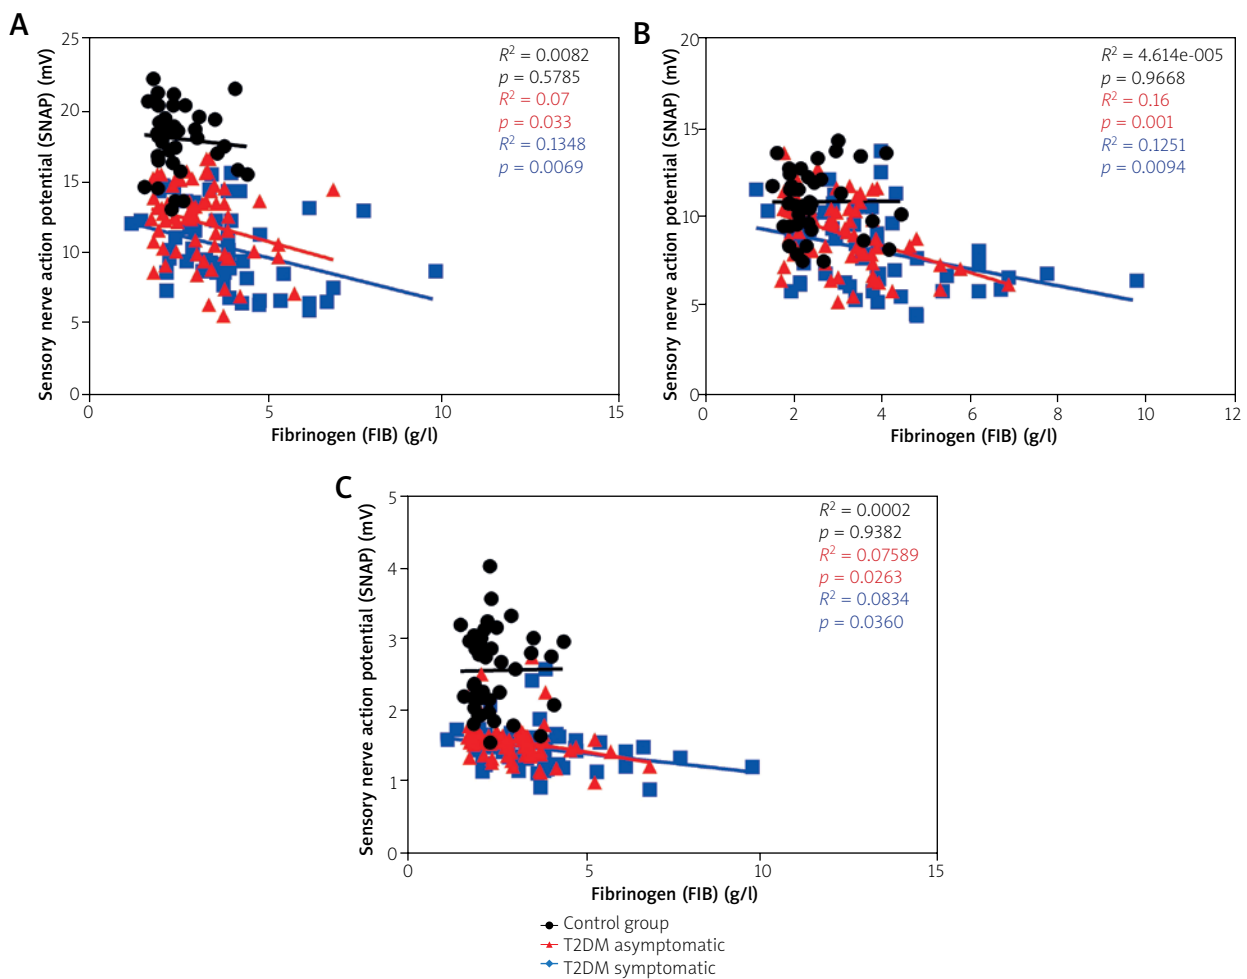 A
Sensory nerve action potential (SNAP) (mV)
25
20
15
10
5
0
0
5
10
15
Fibrinogen (FIB) (g/l)
R² = 0.0082
p = 0.5785
R² = 0.07
p = 0.033
R² = 0.1348
p = 0.0069
B
Sensory nerve action potential (SNAP) (mV)
20
15
10
5
0
0
2
4
6
8
10
12
Fibrinogen (FIB) (g/l)
R² = 4.614e-005
p = 0.9668
R² = 0.16
p = 0.001
R² = 0.1251
p = 0.0094
C
Sensory nerve action potential (SNAP) (mV)
5
4
3
2
1
0
0
5
10
15
Fibrinogen (FIB) (g/l)
R² = 0.0002
p = 0.9382
R² = 0.07589
p = 0.0263
R² = 0.0834
p = 0.0360
Control group
T2DM asymptomatic
T2DM symptomatic